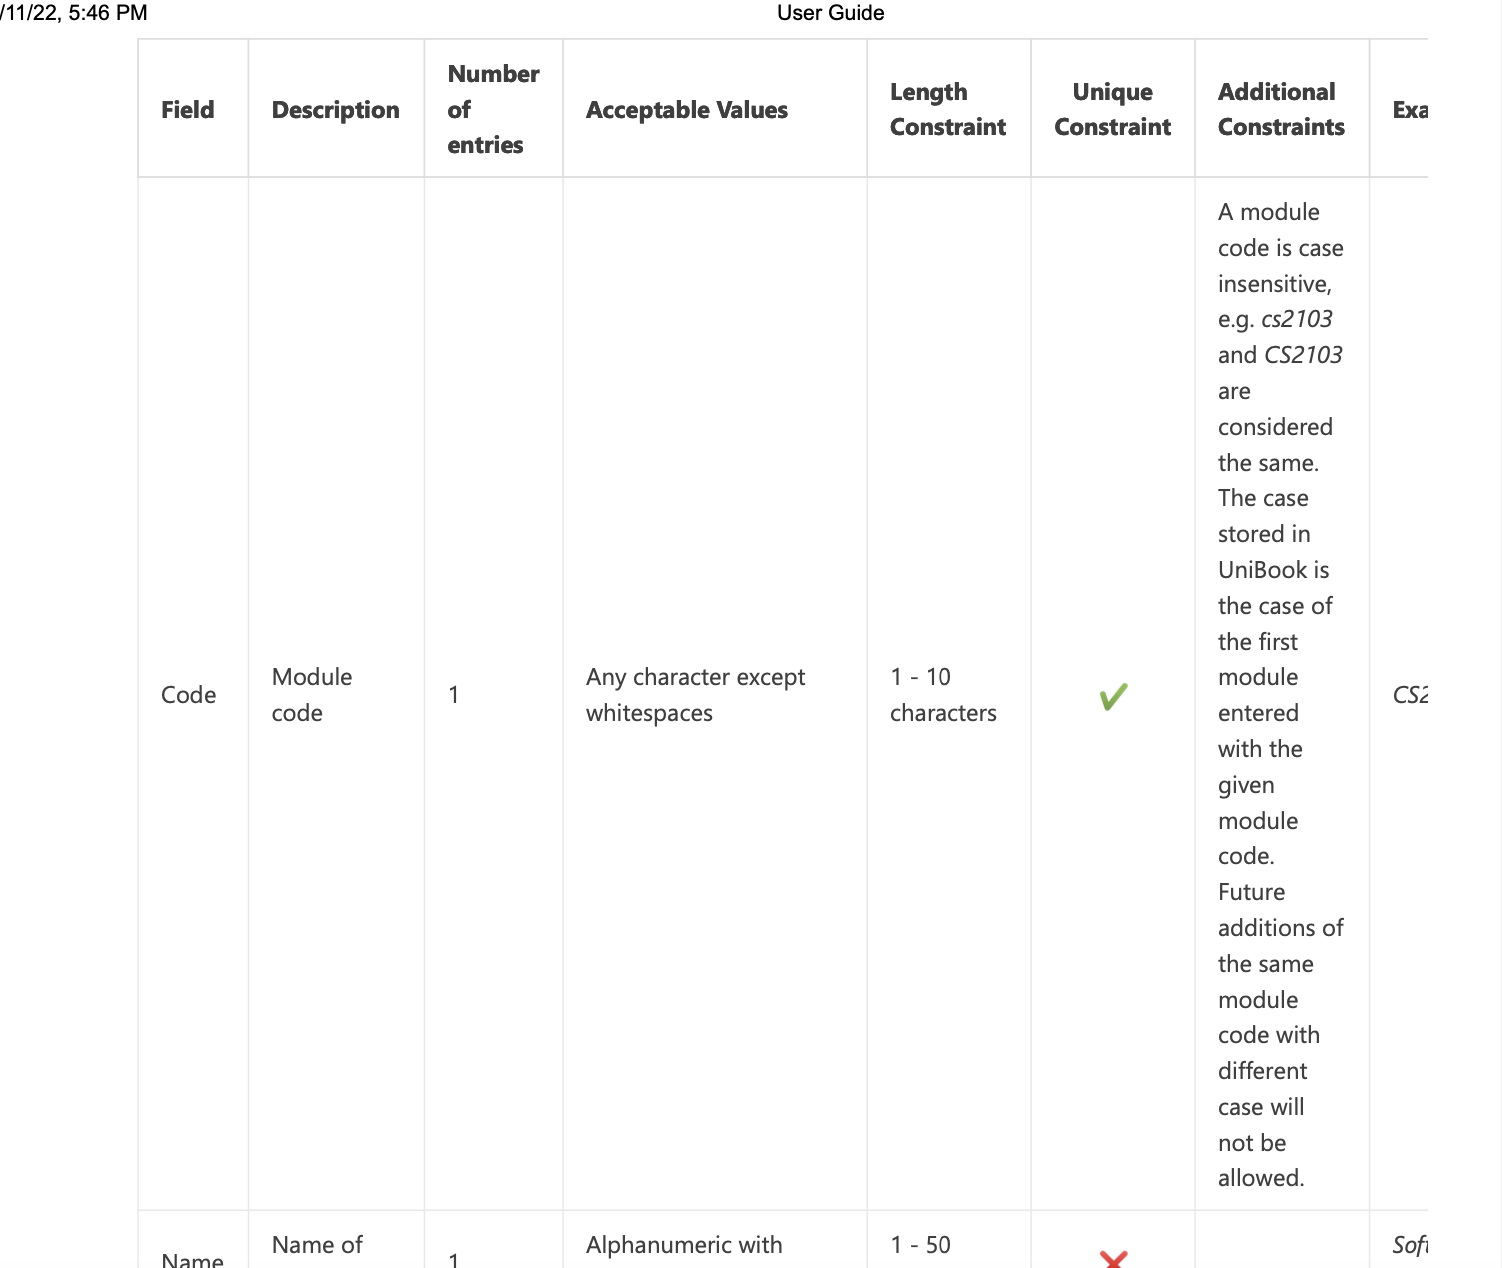 /11/22, 5:46 PM
User Guide
Field
Description
Number
of
entries
Acceptable Values
Length
Constraint
Unique
Constraint
Additional
Constraints
Exa
Code
Module
code
1
Any character except
whitespaces
1 - 10
characters
A module
code is case
insensitive,
e.g. cs2103
and CS2103
are
considered
the same.
The case
stored in
UniBook is
the case of
the first
module
entered
with the
given
module
code.
Future
additions of
the same
module
code with
different
case will
not be
allowed.
CS2
Name
Name of
1
Alphanumeric with
1 - 50
Soft